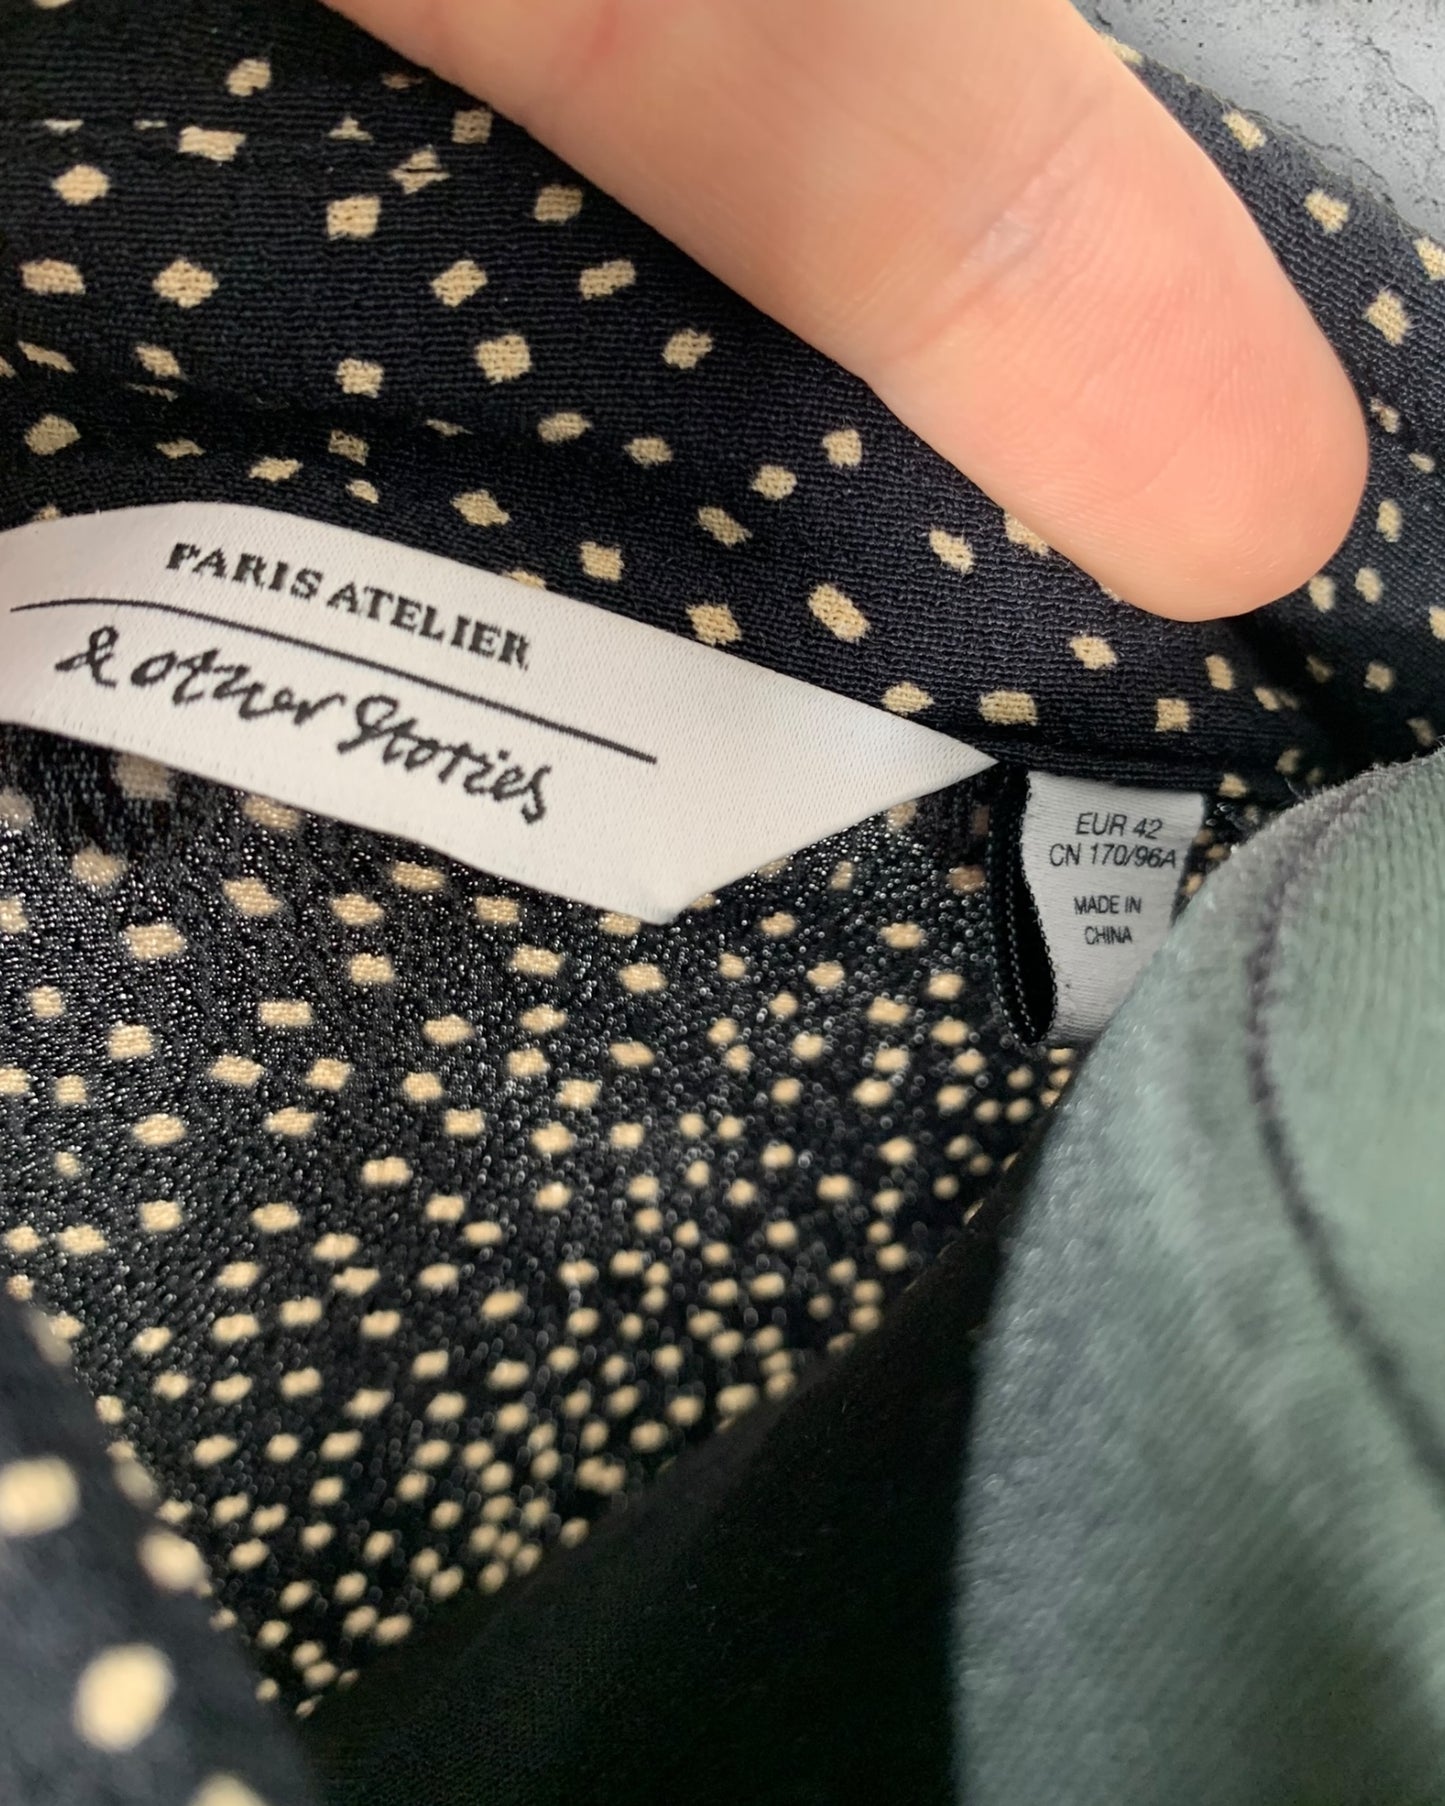 PARIS ATELIER
& other Stories
EUR 42
CN 170/96A
MADE IN
CHINA